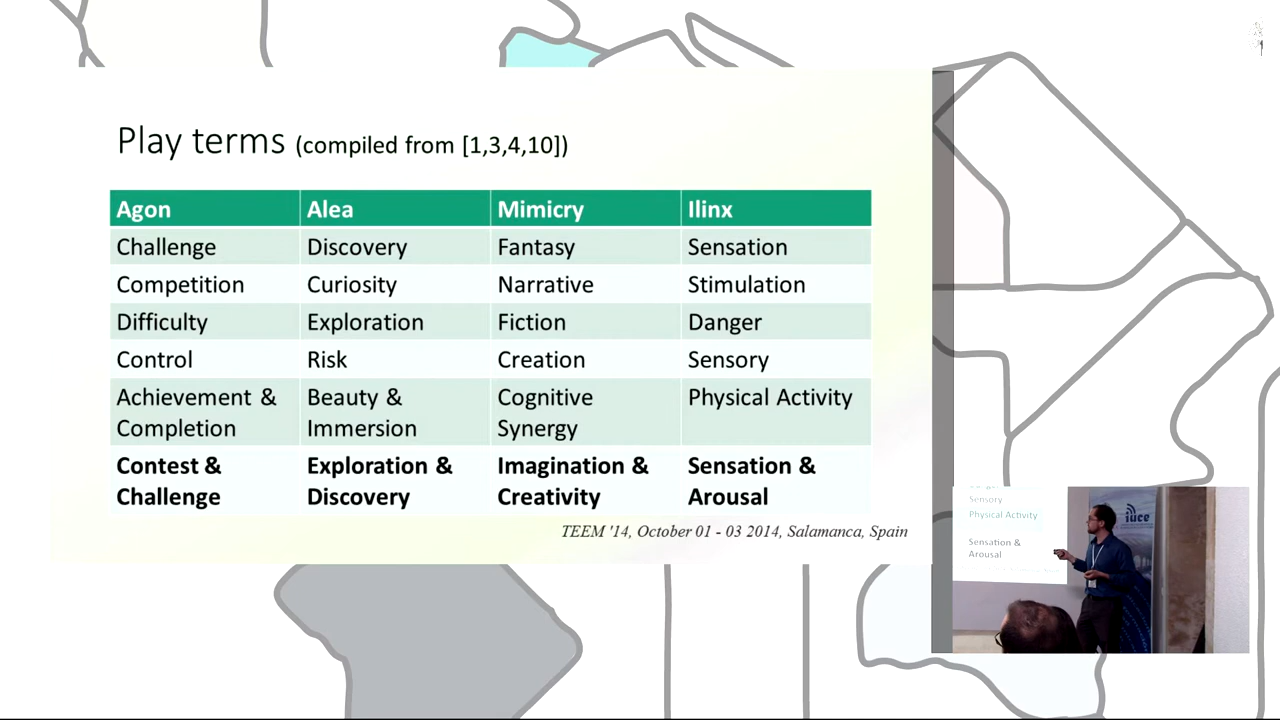 Play terms (compiled from [1,3,4,10])
Agon Alea Mimicry Ilinx
Challenge Discovery Fantasy Sensation
Competition Curiosity Narrative Stimulation
Difficulty Exploration Fiction Danger
Control Risk Creation Sensory
Achievement & Beauty & Cognitive Physical Activity
Completion Immersion Synergy
Contest & Exploration & Imagination & Sensation &
Challenge Discovery Creativity Arousal
TEEM '14, October 01 - 03 2014, Salamanca, Spain
Sensory
Physical Activity
Sensation &
Arousal
iuce